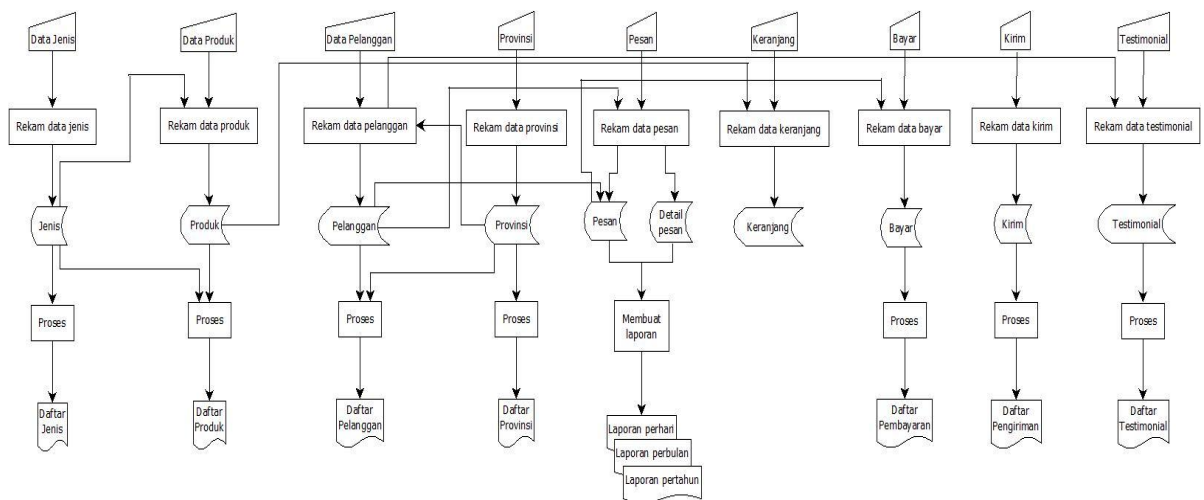 Data Jenis
Data Produk
Data Pelanggan
Provinsi
Pesan
Keranjang
Bayar
Kirim
Testimonial
Rekam data jenis
Rekam data produk
Rekam data pelanggan
Rekam data provinsi
Rekam data pesan
Rekam data keranjang
Rekam data bayar
Rekam data kirim
Rekam data testimonial
Jenis
Produk
Pelanggan
Provinsi
Pesan
Detail
pesan
Keranjang
Bayar
Kirim
Testimonial
Proses
Proses
Proses
Proses
Membuat
laporan
Proses
Proses
Proses
Daftar
Jenis
Daftar
Produk
Daftar
Pelanggan
Daftar
Provinsi
Laporan perhari
Laporan perbulan
Laporan pertahun
Daftar
Pembayaran
Daftar
Pengiriman
Daftar
Testimonial